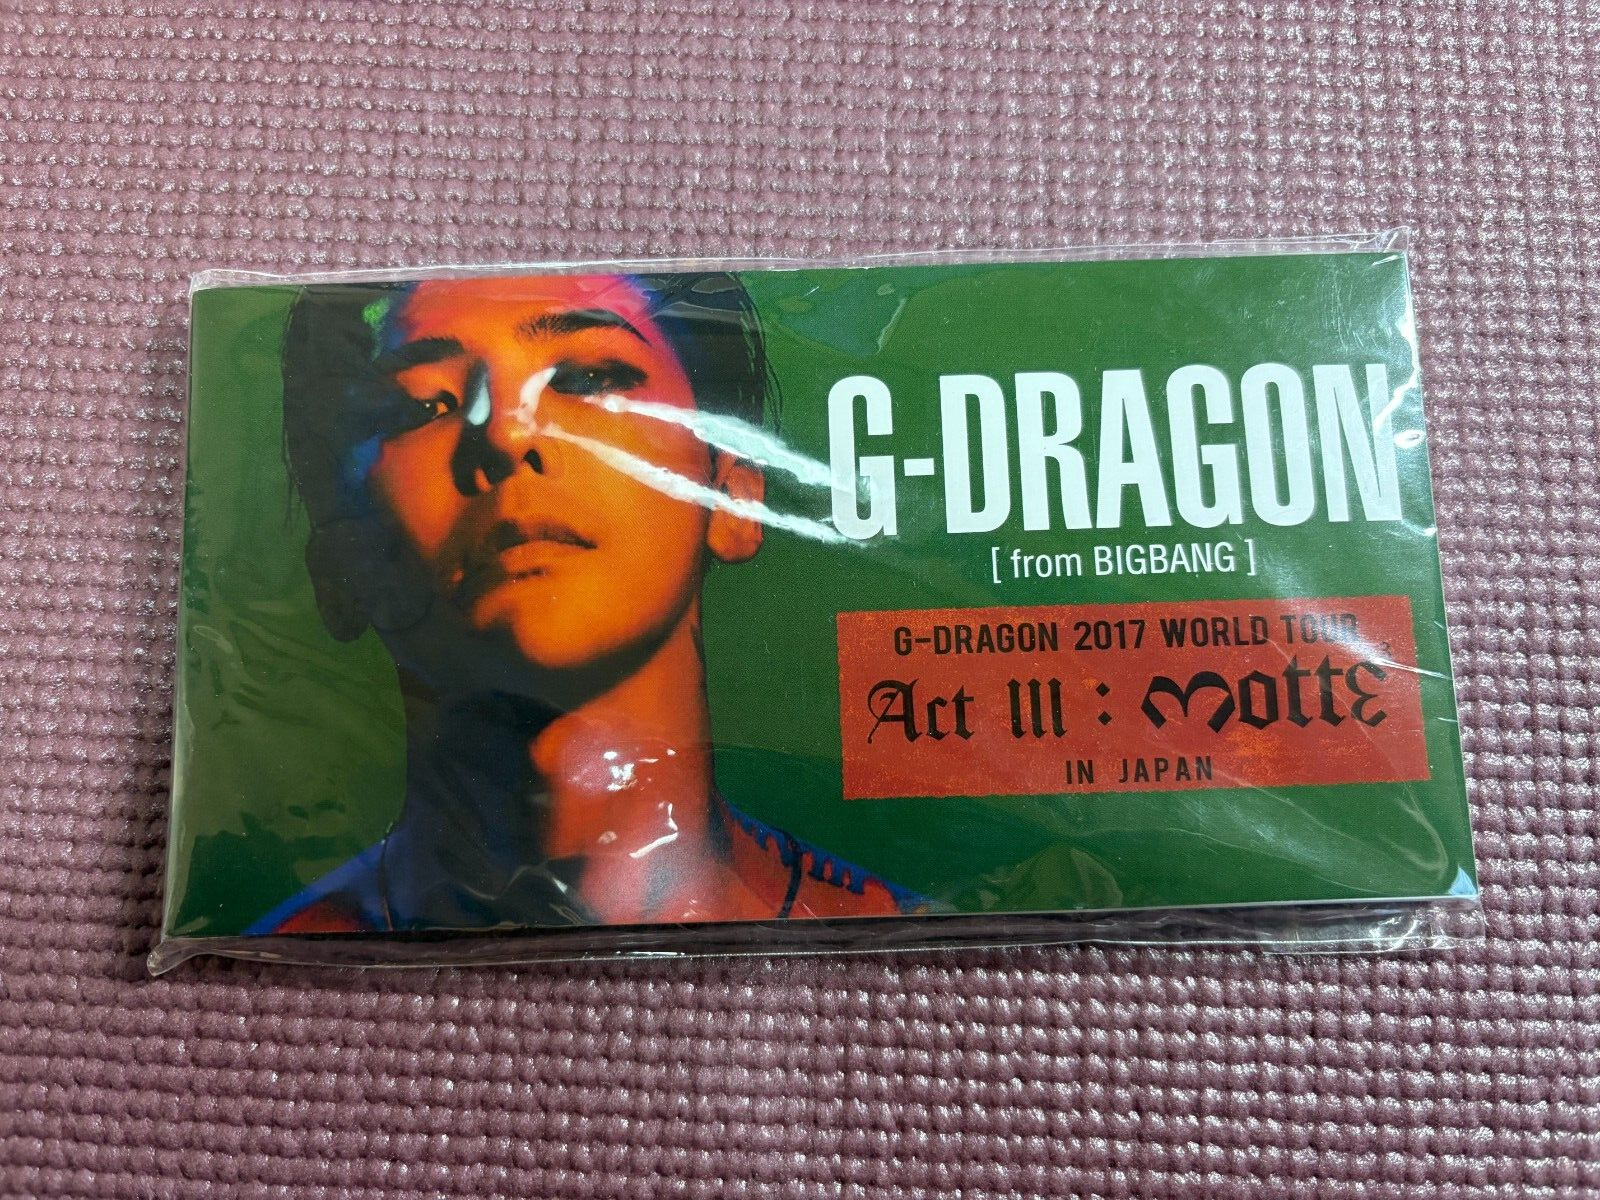 G-DRAGON
[ from BIGBANG ]
G-DRAGON 2017 WORLD TOUR
Act III : Motte
IN JAPAN